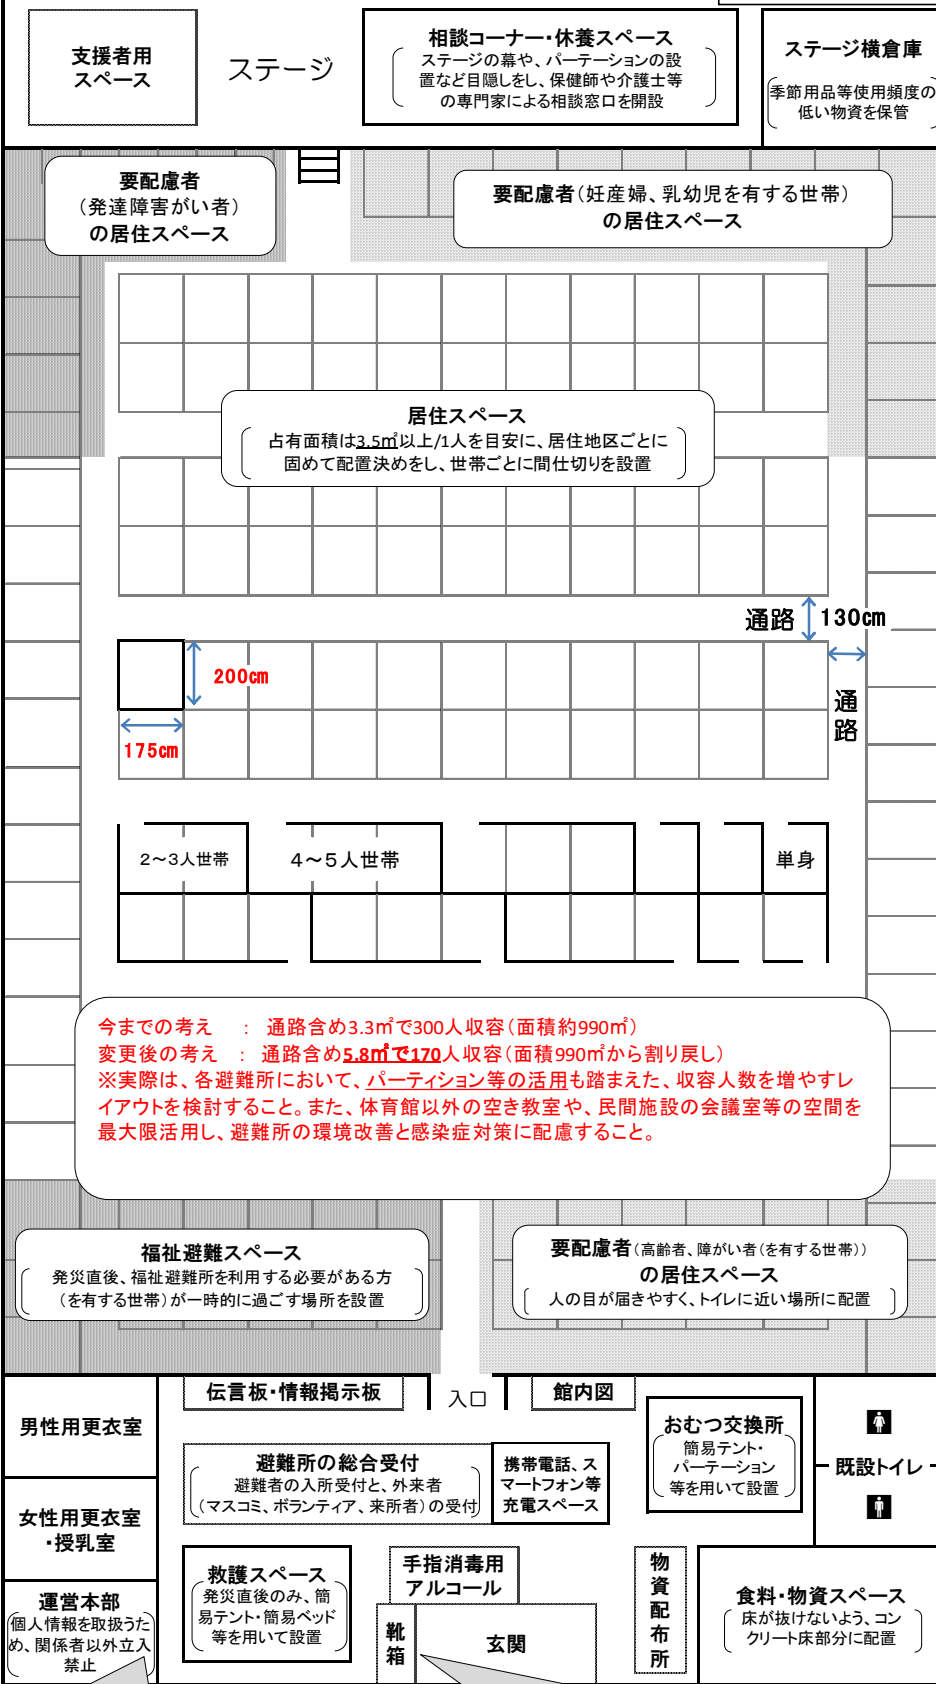 支援者用
スペース
ステージ
相談コーナー・休養スペース
ステージの幕や、パーテーションの設
置など目隠しをし、保健師や介護士等
の専門家による相談窓口を開設
ステージ横倉庫
季節用品等使用頻度の
低い物資を保管
要配慮者
（発達障害がい者）
の居住スペース
要配慮者（妊産婦、乳幼児を有する世帯）
の居住スペース
居住スペース
占有面積は3.5㎡以上/1人を目安に、居住地区ごとに
固めて配置決めをし、世帯ごとに間仕切りを設置
通路
130cm
200cm
175cm
通
路
2～3人世帯
4～5人世帯
単身
今までの考え　：　通路含め3.3㎡で300人収容（面積約990㎡）
変更後の考え　：　通路含め5.8㎡で170人収容（面積990㎡から割り戻し）
※実際は、各避難所において、パーティション等の活用も踏まえた、収容人数を増やすレ
イアウトを検討すること。また、体育館以外の空き教室や、民間施設の会議室等の空間を
最大限活用し、避難所の環境改善と感染症対策に配慮すること。
福祉避難スペース
発災直後、福祉避難所を利用する必要がある方
（を有する世帯）が一時的に過ごす場所を設置
要配慮者（高齢者、障がい者（を有する世帯））
の居住スペース
人の目が届きやすく、トイレに近い場所に配置
伝言板・情報掲示板
入口
館内図
男性用更衣室
避難所の総合受付
避難者の入所受付と、外来者
（マスコミ、ボランティア、来所者）の受付
携帯電話、ス
マートフォン等
充電スペース
おむつ交換所
簡易テント・
パーテーション
等を用いて設置
既設トイレ
女性用更衣室
・授乳室
運営本部
個人情報を取扱うた
め、関係者以外立入
禁止
救護スペース
発災直後のみ、簡
易テント・簡易ベッド
等を用いて設置
手指消毒用
アルコール
靴
箱
玄関
物
資
配
布
所
食料・物資スペース
床が抜けないよう、コン
クリート床部分に配置